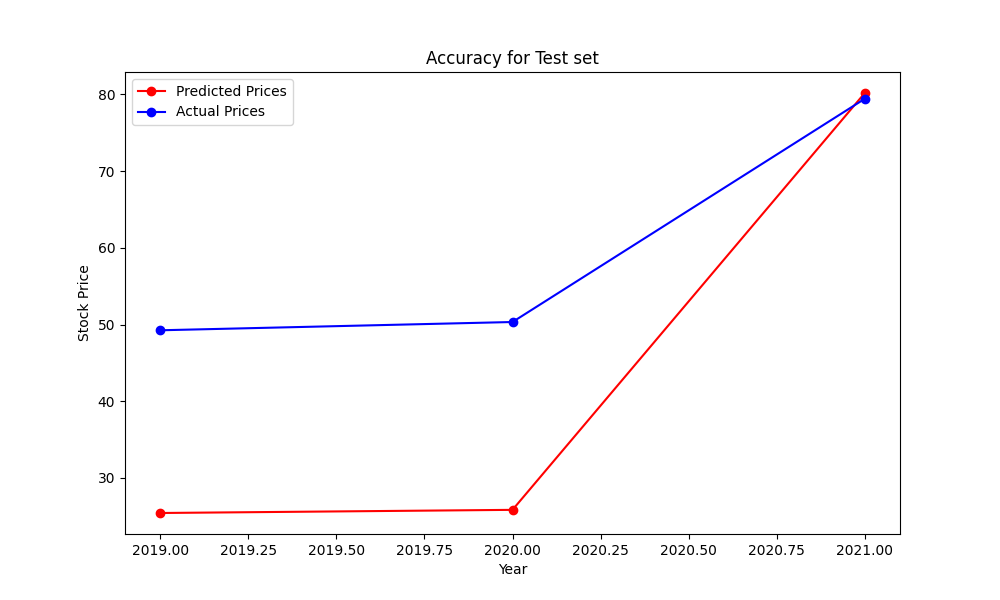 Accuracy for Test set
Predicted Prices
Actual Prices
80
70
60
50
40
30
Stock Price
2019.00 2019.25 2019.50 2019.75 2020.00 2020.25 2020.50 2020.75 2021.00
Year